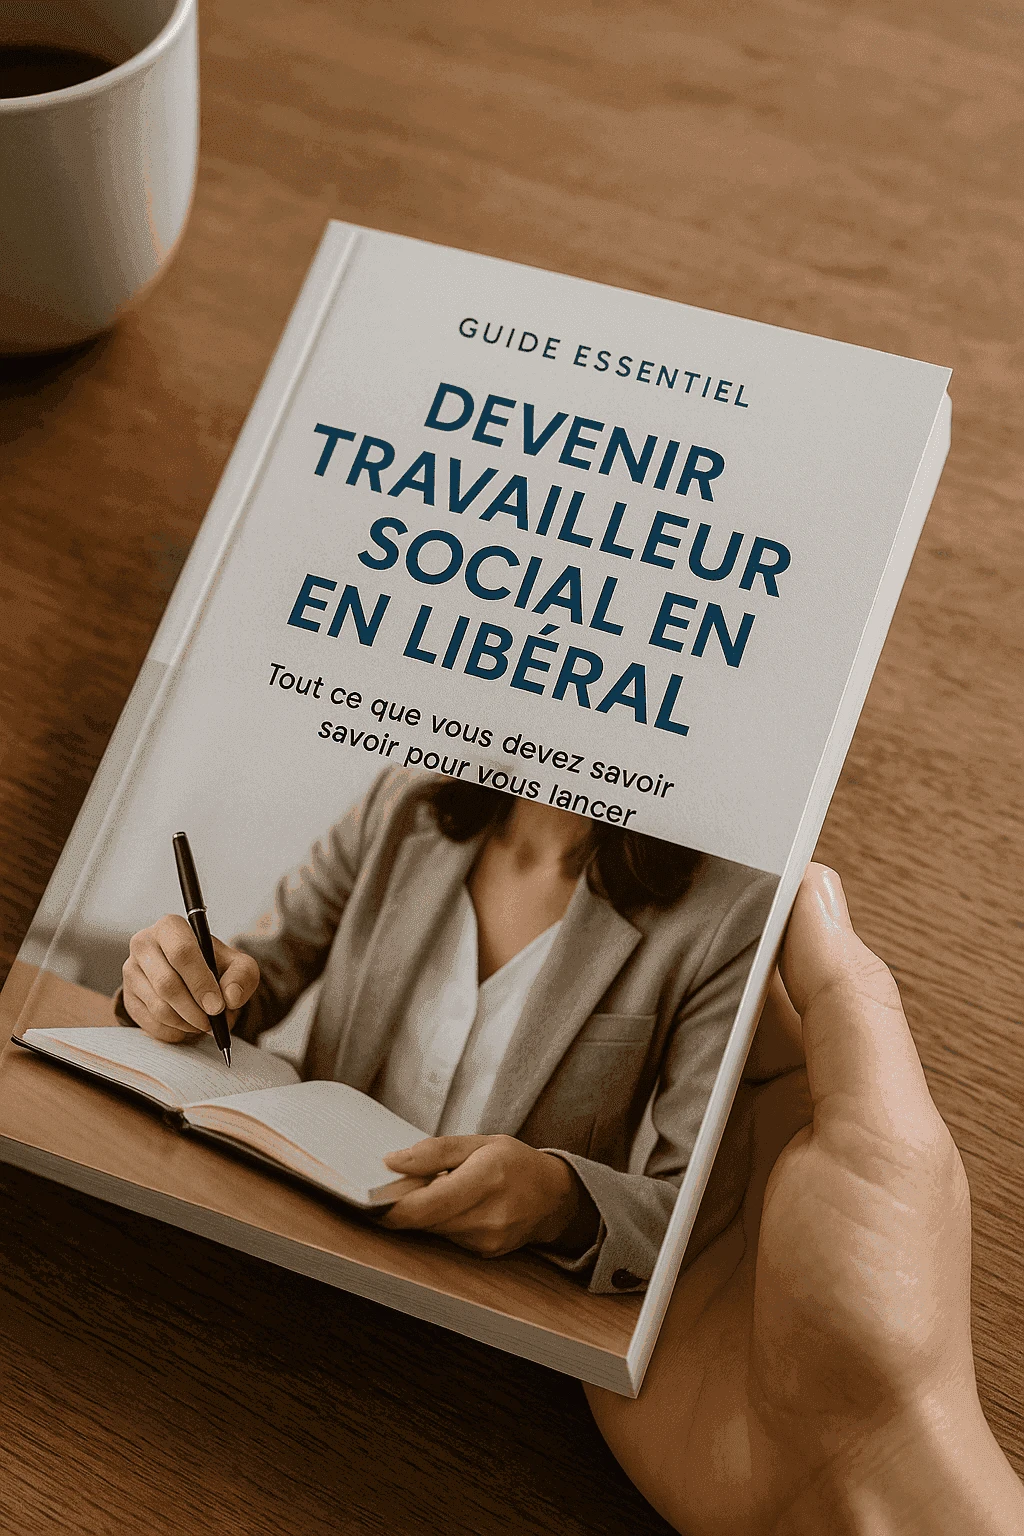 GUIDE ESSENTIEL
DEVENIR
TRAVAILLEUR
SOCIAL EN
EN LIBÉRAL
Tout ce que vous devez savoir
savoir pour vous lancer